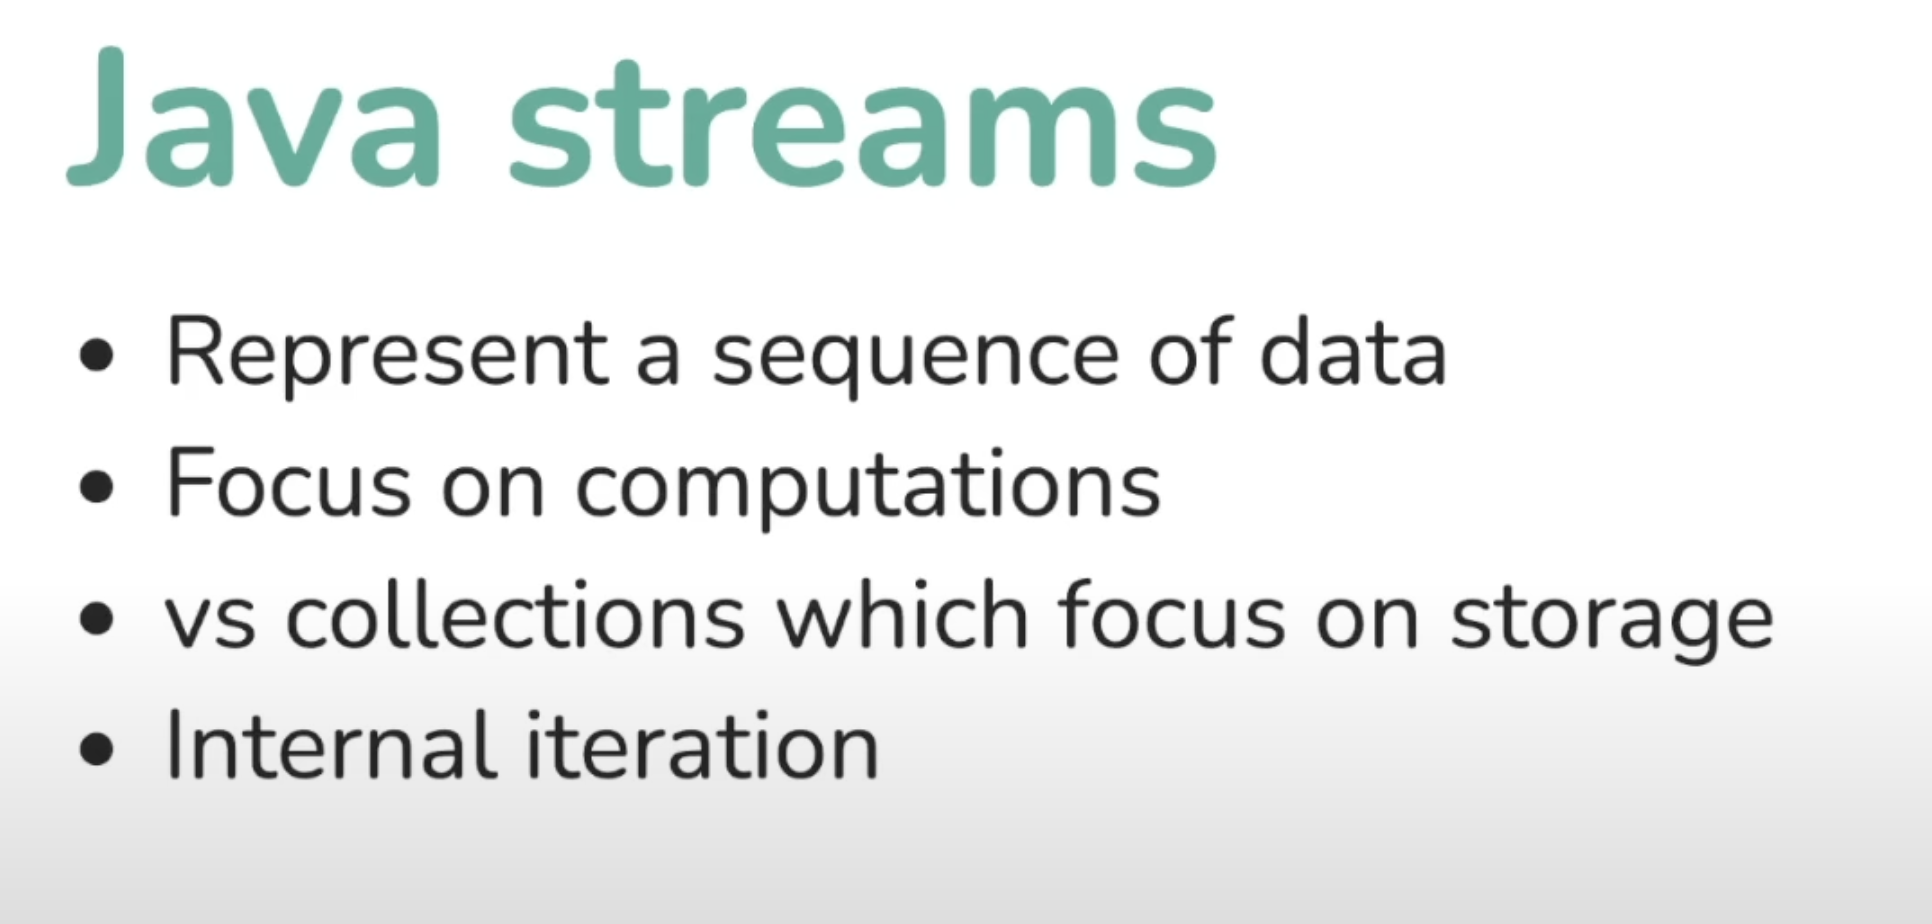 Java streams
• Represent a sequence of data
• Focus on computations
• vs collections which focus on storage
• Internal iteration